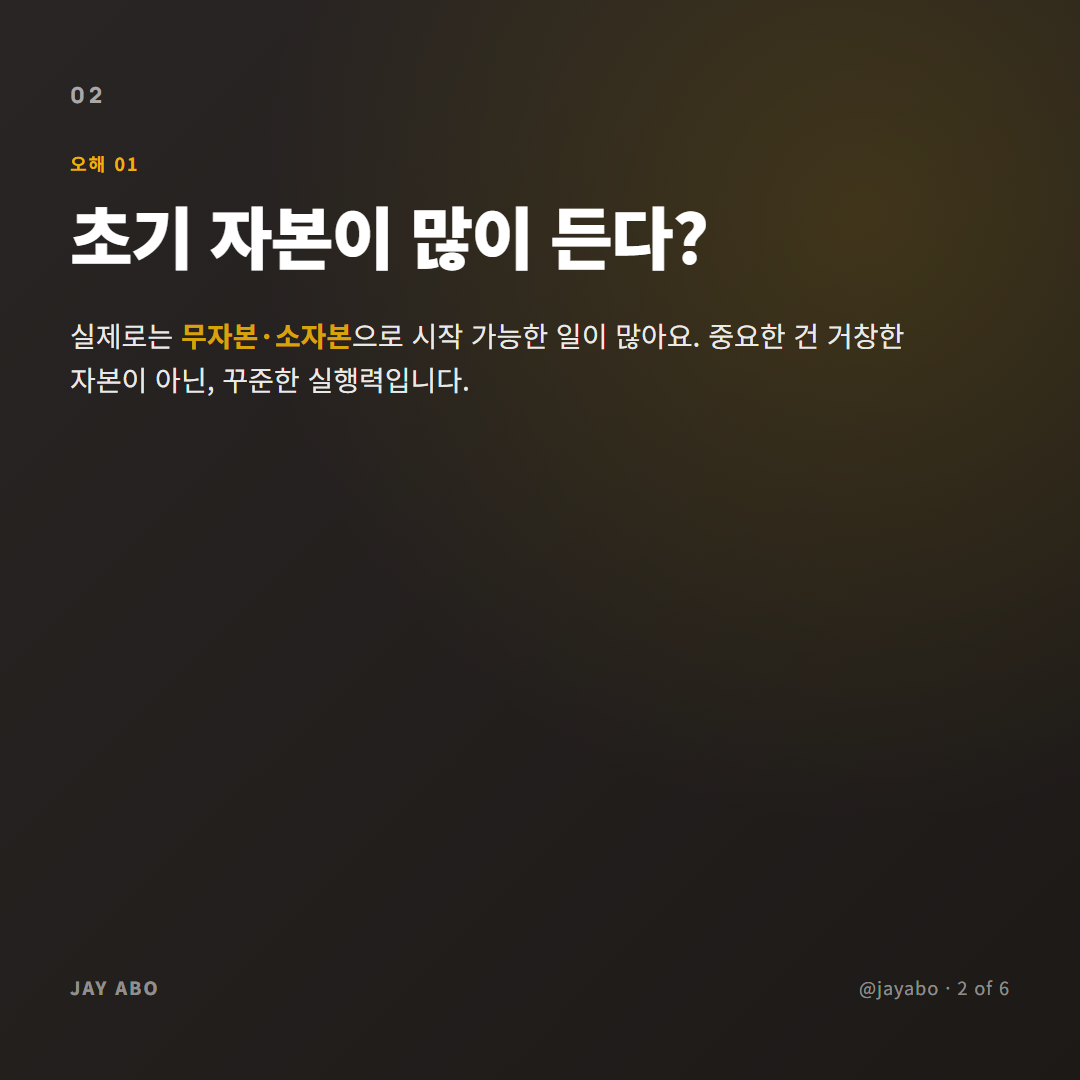 02
오해 01
초기 자본이 많이 든다?
실제로는 무자본·소자본으로 시작 가능한 일이 많아요. 중요한 건 거창한
자본이 아닌, 꾸준한 실행력입니다.
JAY ABO
@jayabo · 2 of 6